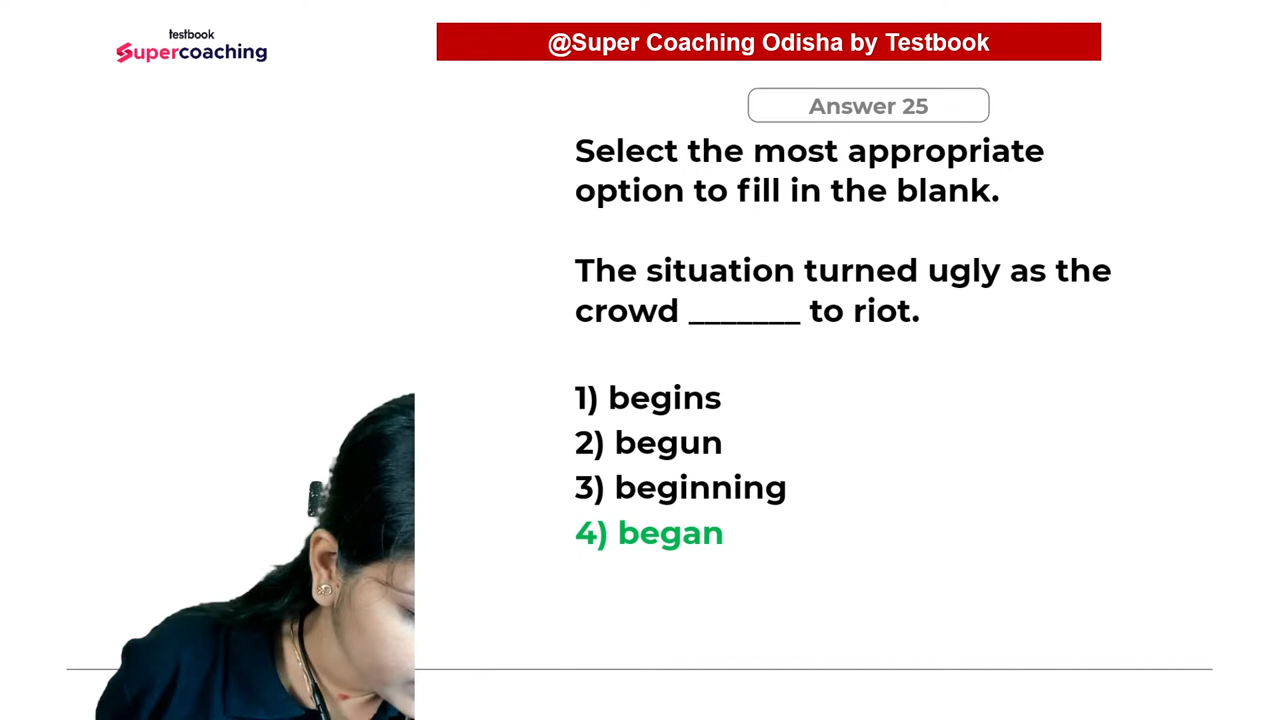 testbook
Supercoaching
@Super Coaching Odisha by Testbook
Answer 25
Select the most appropriate
option to fill in the blank.
The situation turned ugly as the
crowd _______ to riot.
1) begins
2) begun
3) beginning
4) began